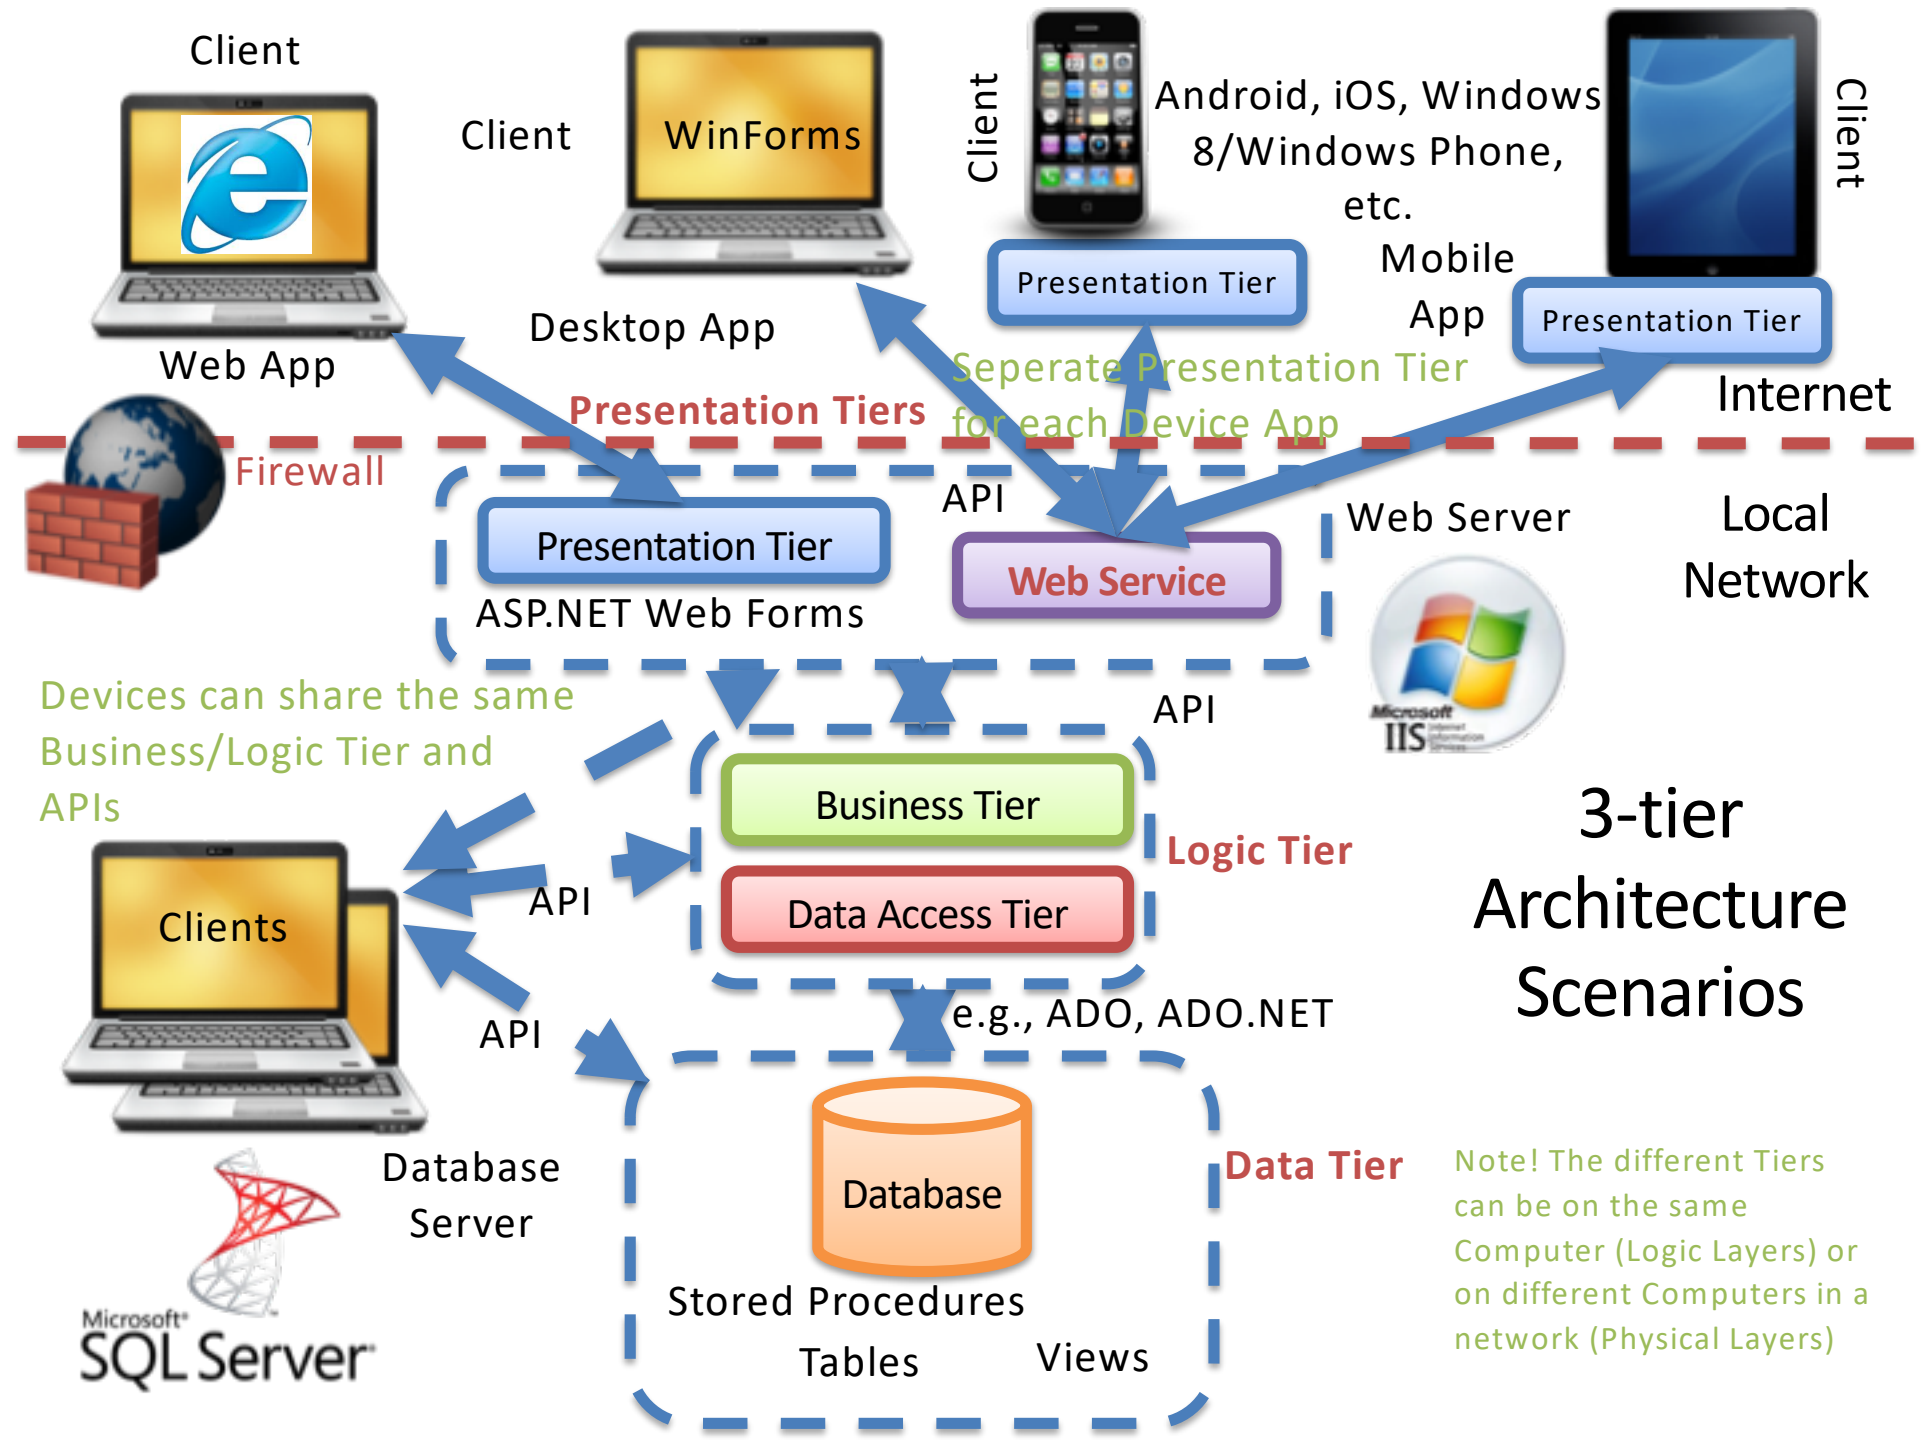 Client
Client
WinForms
Client
Android, iOS, Windows
8/Windows Phone,
etc.
Client
Presentation Tier
Mobile
App
Presentation Tier
Desktop App
Web App
Seperate Presentation Tier
for each Device App
Presentation Tiers
Internet
Firewall
API
Web Server
Local
Network
Presentation Tier
Web Service
ASP.NET Web Forms
Devices can share the same
Business/Logic Tier and
APIs
API
Microsoft
IIS Internet
Information
Services
Business Tier
Logic Tier
Data Access Tier
3-tier
Architecture
Scenarios
API
Clients
API
e.g., ADO, ADO.NET
Database
Server
Data Tier
Database
Note! The different Tiers
can be on the same
Computer (Logic Layers) or
on different Computers in a
network (Physical Layers)
Stored Procedures
Tables
Views
Microsoft®
SQL Server